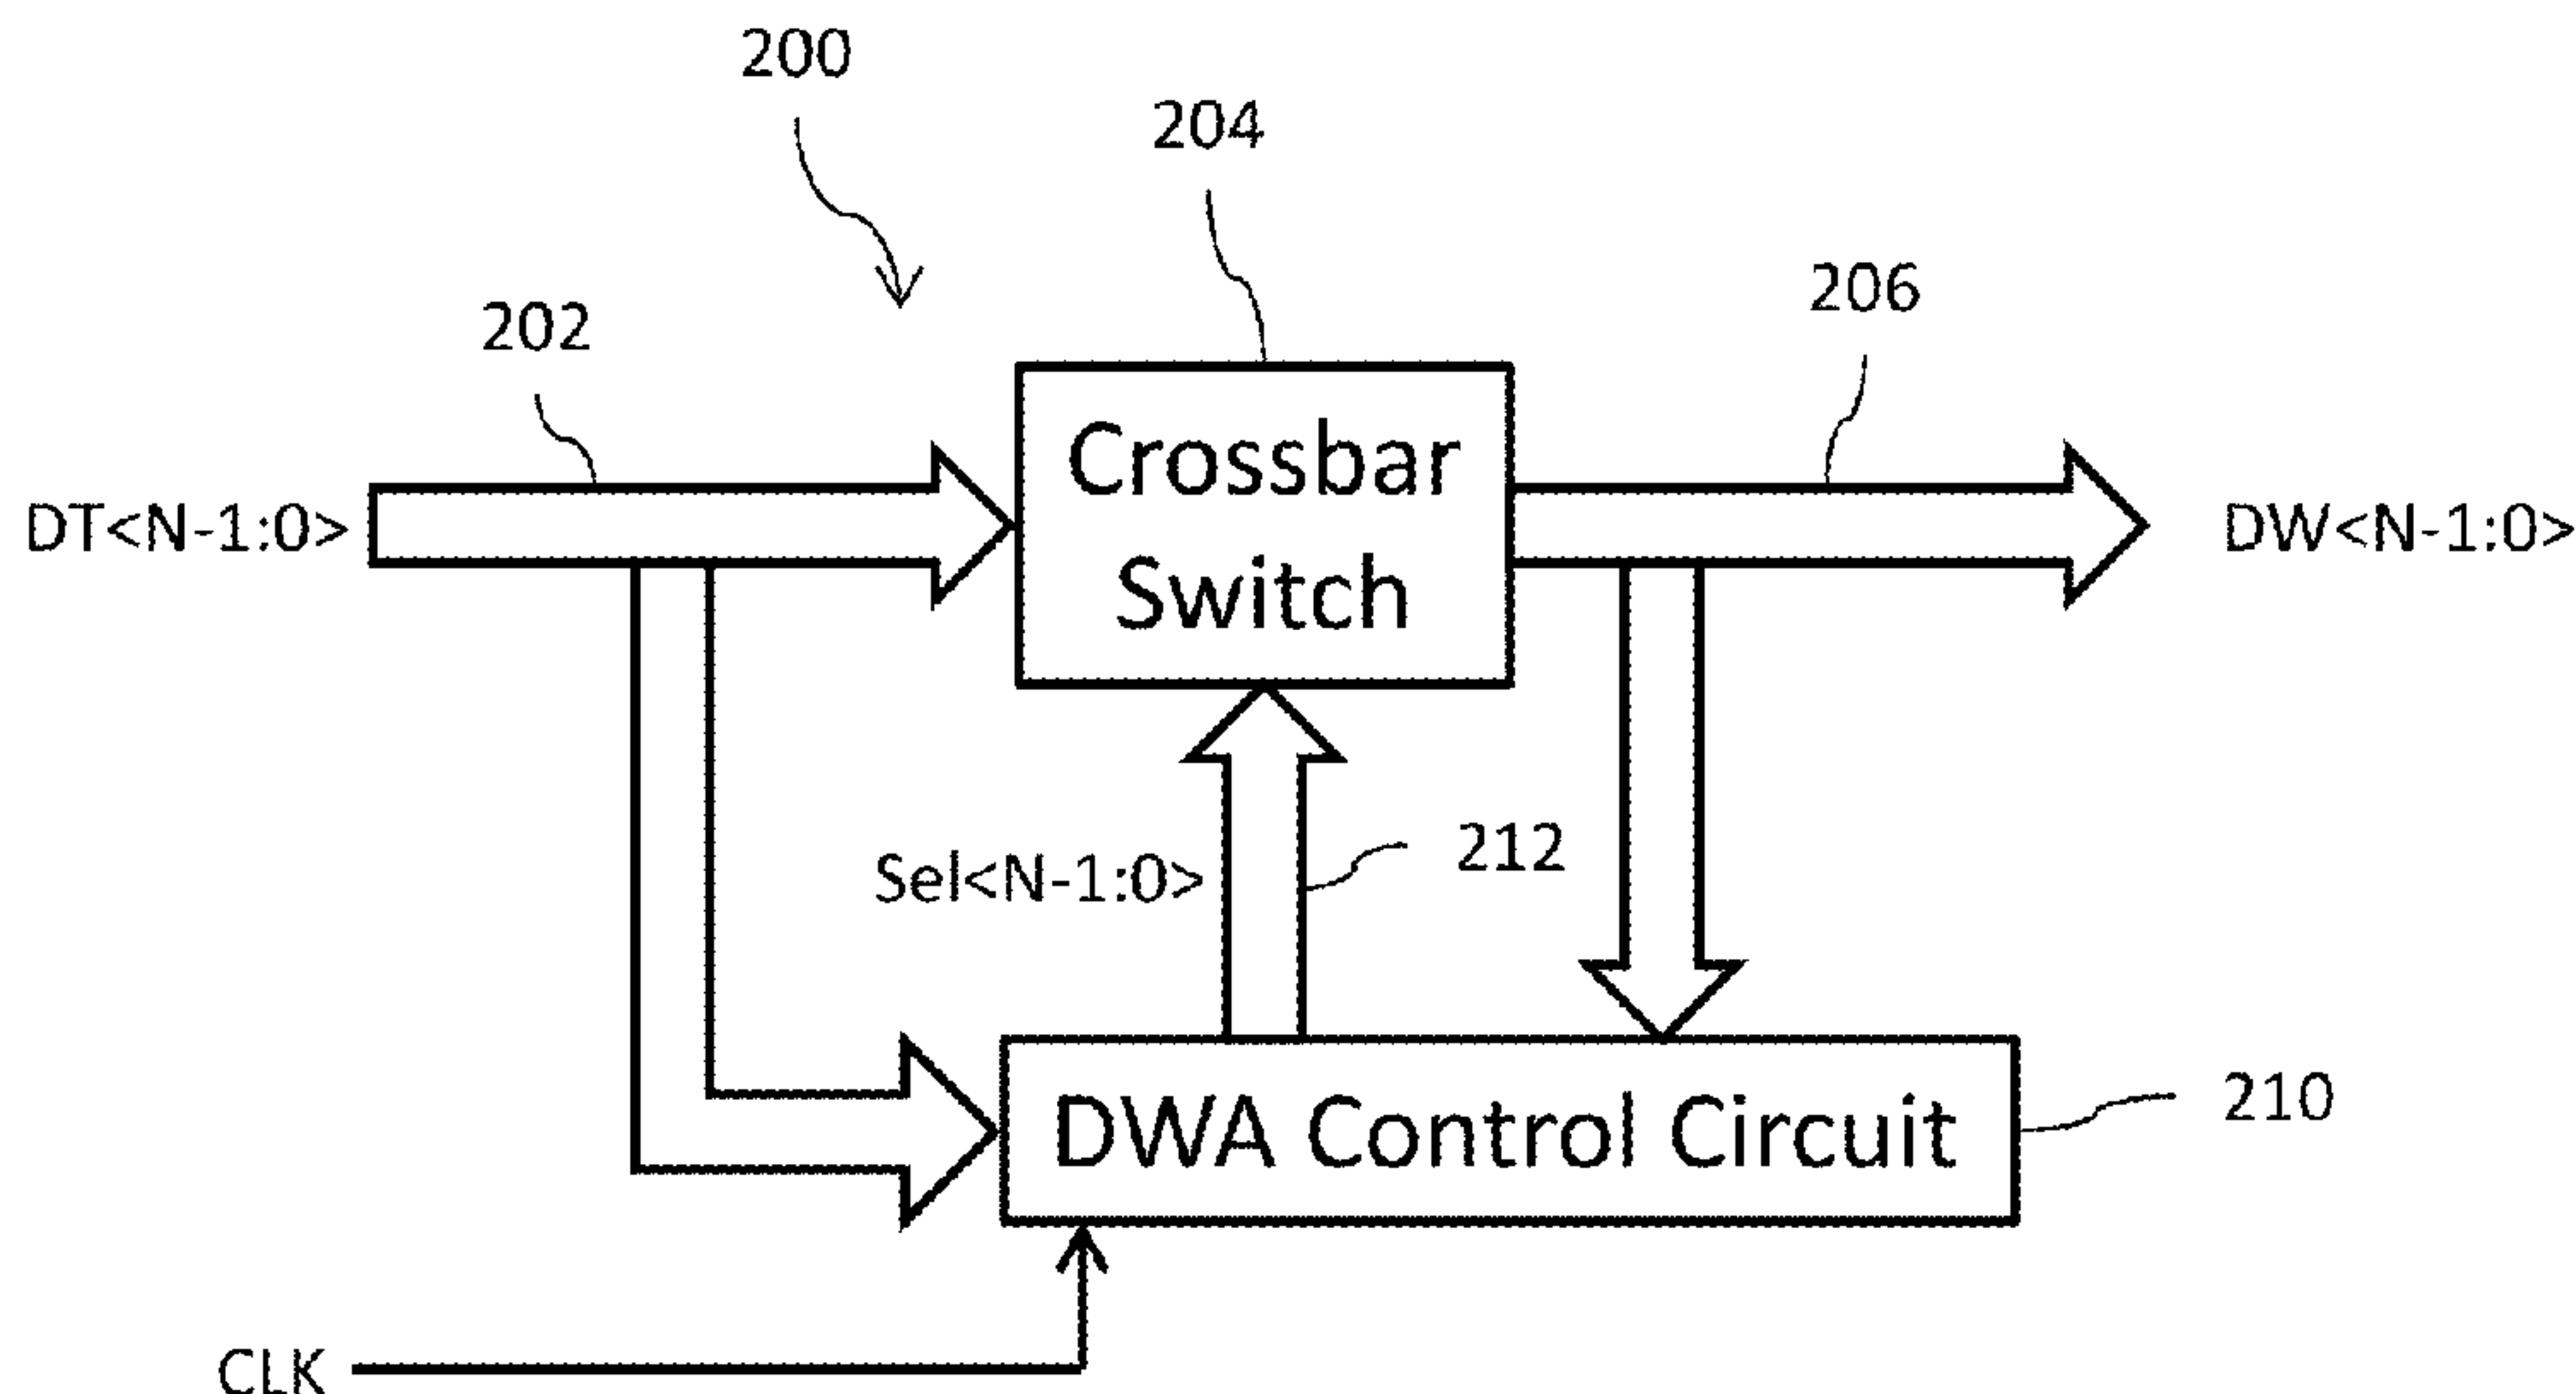 200
204
206
202
Crossbar
Switch
DT<N-1:0>
DW<N-1:0>
Sel<N-1:0>
212
DWA Control Circuit
210
CLK